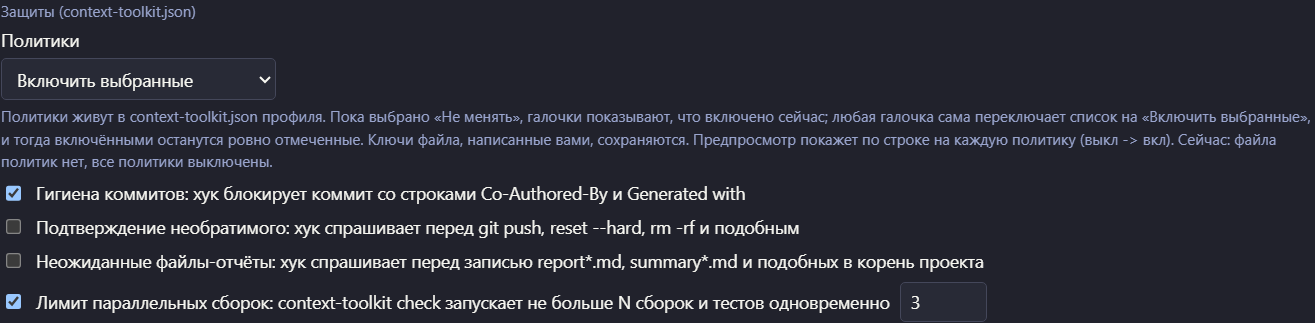 Защиты (context-toolkit.json)
Политики
Включить выбранные
Политики живут в context-toolkit.json профиля. Пока выбрано «Не менять», галочки показывают, что включено сейчас; любая галочка сама переключает список на «Включить выбранные»,
и тогда включёнными останутся ровно отмеченные. Ключи файла, написанные вами, сохраняются. Предпросмотр покажет по строке на каждую политику (выкл -> вкл). Сейчас: файла
политик нет, все политики выключены.
Гигиена коммитов: хук блокирует коммит со строками Co-Authored-By и Generated with
Подтверждение необратимого: хук спрашивает перед git push, reset --hard, rm -rf и подобным
Неожиданные файлы-отчёты: хук спрашивает перед записью report*.md, summary*.md и подобных в корень проекта
Лимит параллельных сборок: context-toolkit check запускает не больше N сборок и тестов одновременно 3